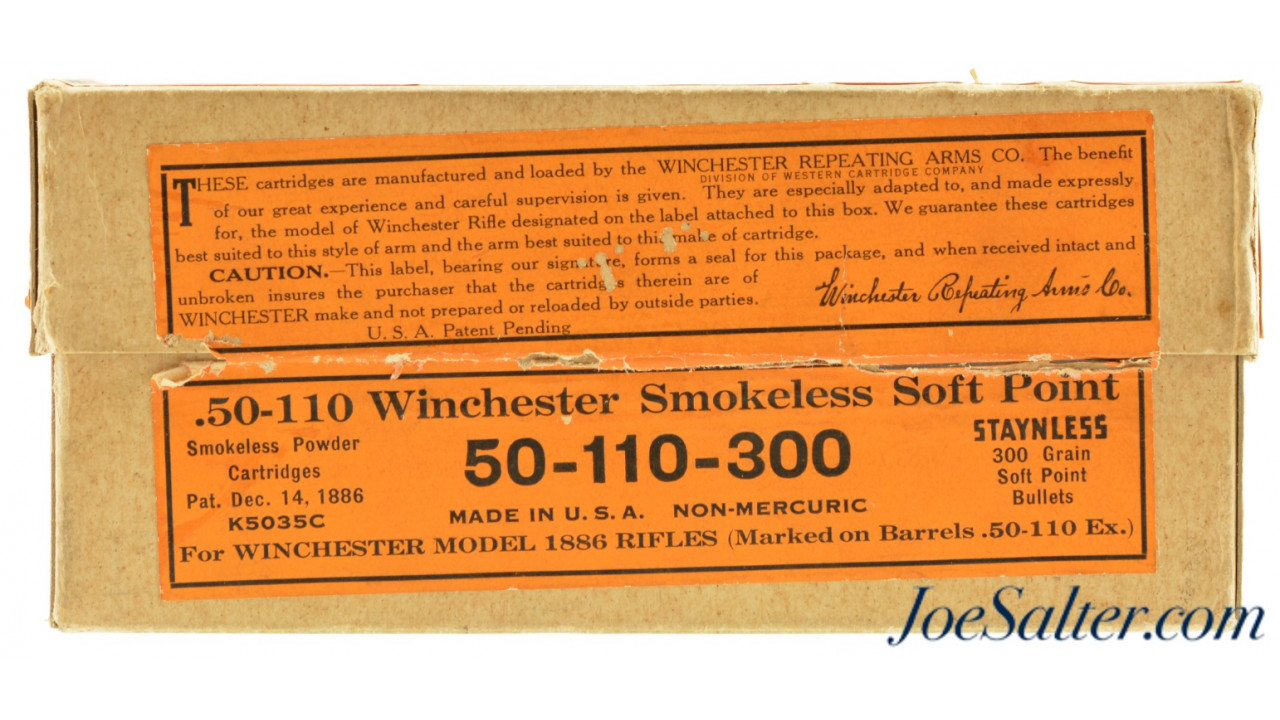 THESE cartridges are manufactured and loaded by the WINCHESTER REPEATING ARMS CO. The benefit
DIVISION OF WESTERN CARTRIDGE COMPANY
of our great experience and careful supervision is given. They are especially adapted to, and made expressly
for, the model of Winchester Rifle designated on the label attached to this box. We guarantee these cartridges
best suited to this style of arm and the arm best suited to this make of cartridge.
CAUTION.—This label, bearing our signature, forms a seal for this package, and when received intact and
unbroken insures the purchaser that the cartridges therein are of
WINCHESTER make and not prepared or reloaded by outside parties.
Winchester Repeating Arms Co.
U. S. A. Patent Pending
.50-110 Winchester Smokeless Soft Point
Smokeless Powder
Cartridges
Pat. Dec. 14, 1886
K5035C
50-110-300
MADE IN U. S. A. NON-MERCURIC
STAYNLESS
300 Grain
Soft Point
Bullets
For WINCHESTER MODEL 1886 RIFLES (Marked on Barrels .50-110 Ex.)
JoeSalter.com